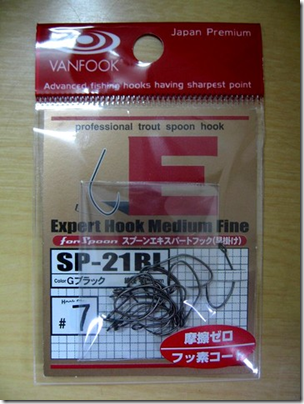 Japan Premium
VANFOOK
Advanced fishing hooks having sharpest point
professional trout spoon hook
E
Expert Hook Medium Fine
for Spoon スプーンエキスパートフック(早掛け)
SP-21BL
Color Gブラック
# 7
摩擦ゼロ
フッ素コート